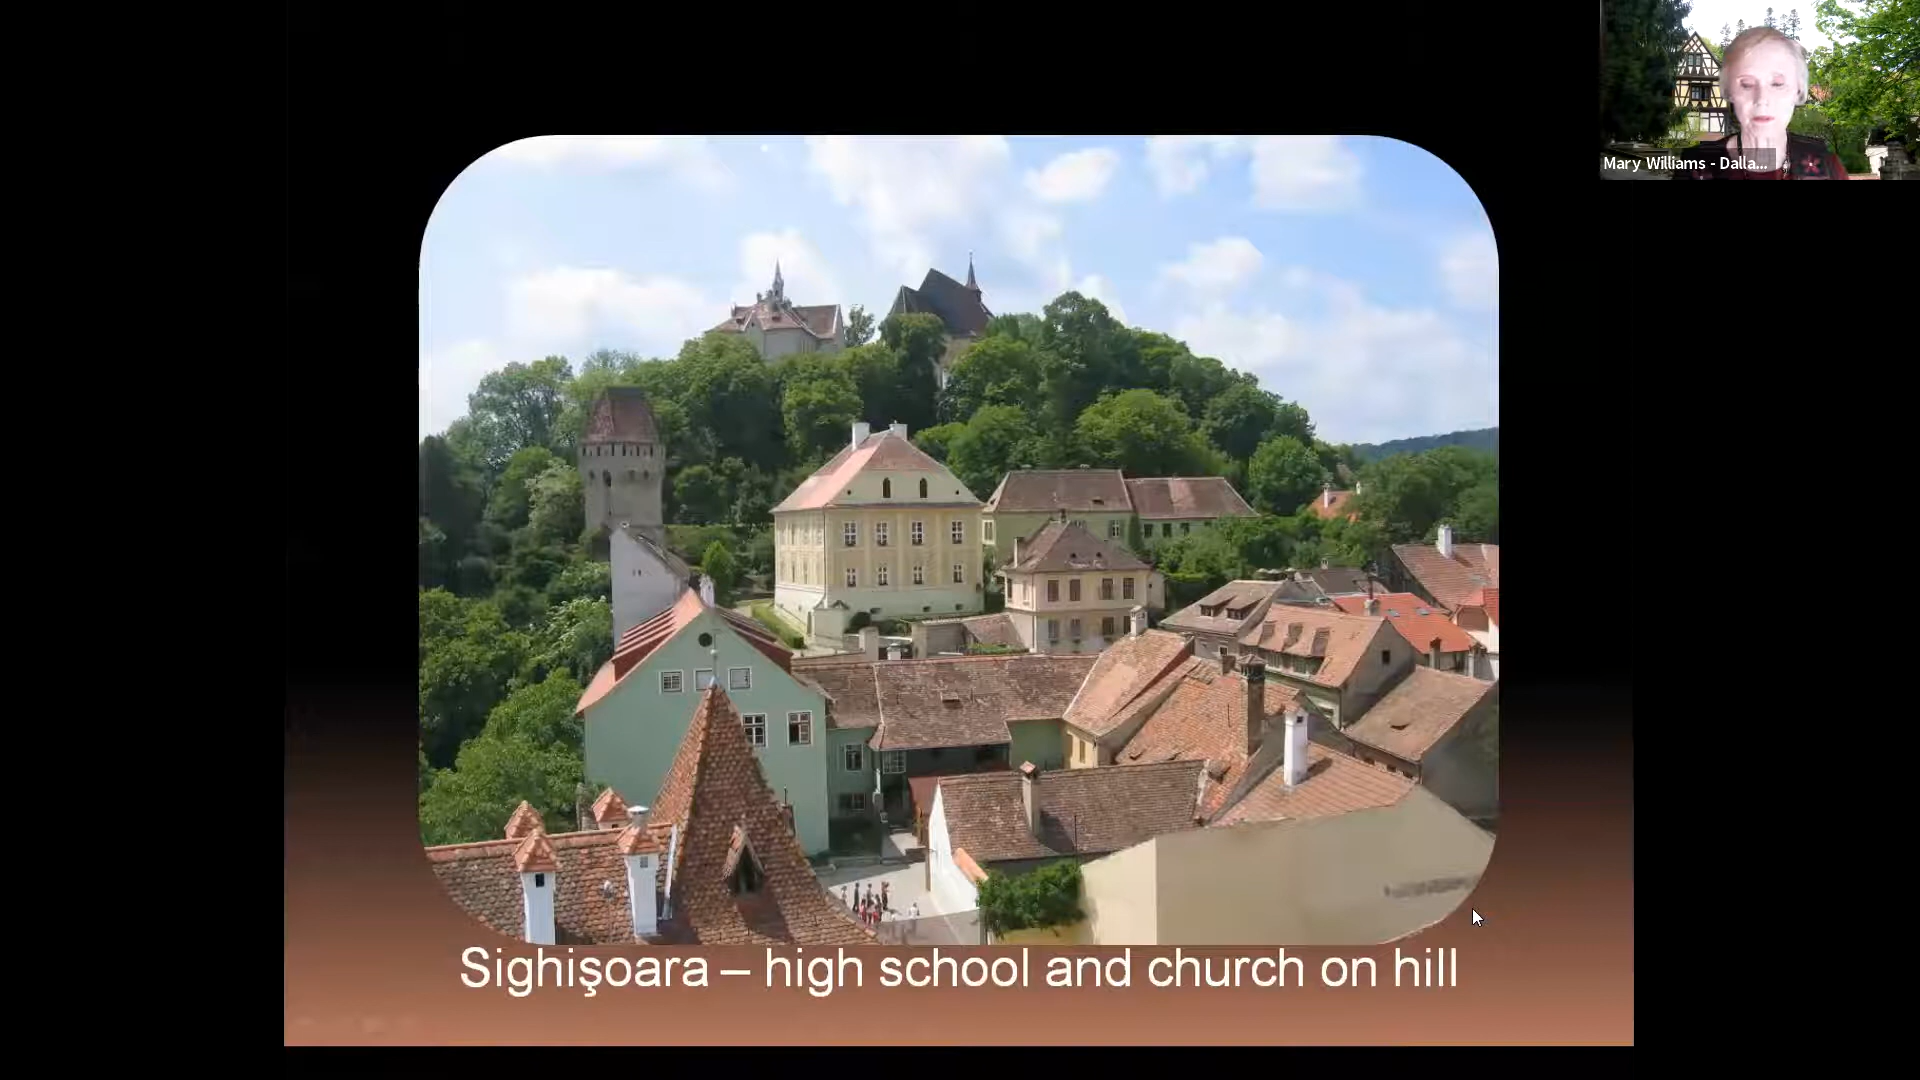 Mary Williams - Dalla...
Sighişoara – high school and church on hill